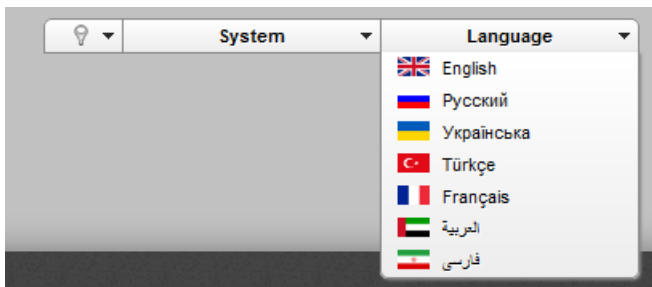 System
Language
English
Русский
Українська
Türkçe
Français
العربية
فارسی